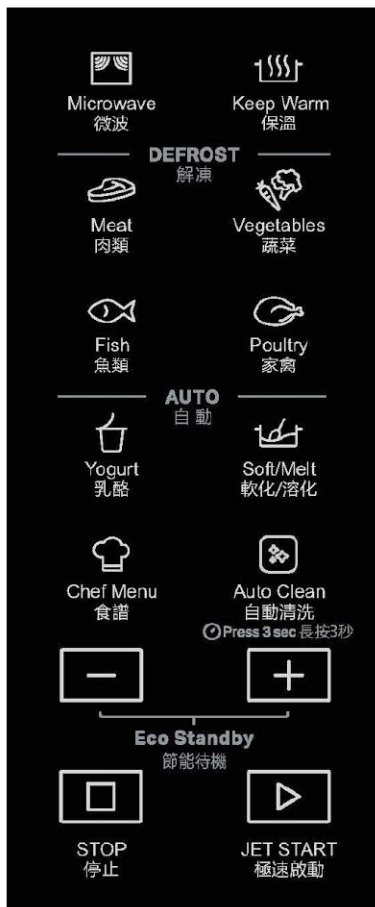 Microwave
微波
Keep Warm
保溫
DEFROST
解凍
Meat
肉類
Vegetables
蔬菜
Fish
魚類
Poultry
家禽
AUTO
自動
Yogurt
乳酪
Soft/Melt
軟化/溶化
Chef Menu
食譜
Auto Clean
自動清洗
Press 3 sec 長按3秒
Eco Standby
節能待機
STOP
停止
JET START
極速啟動